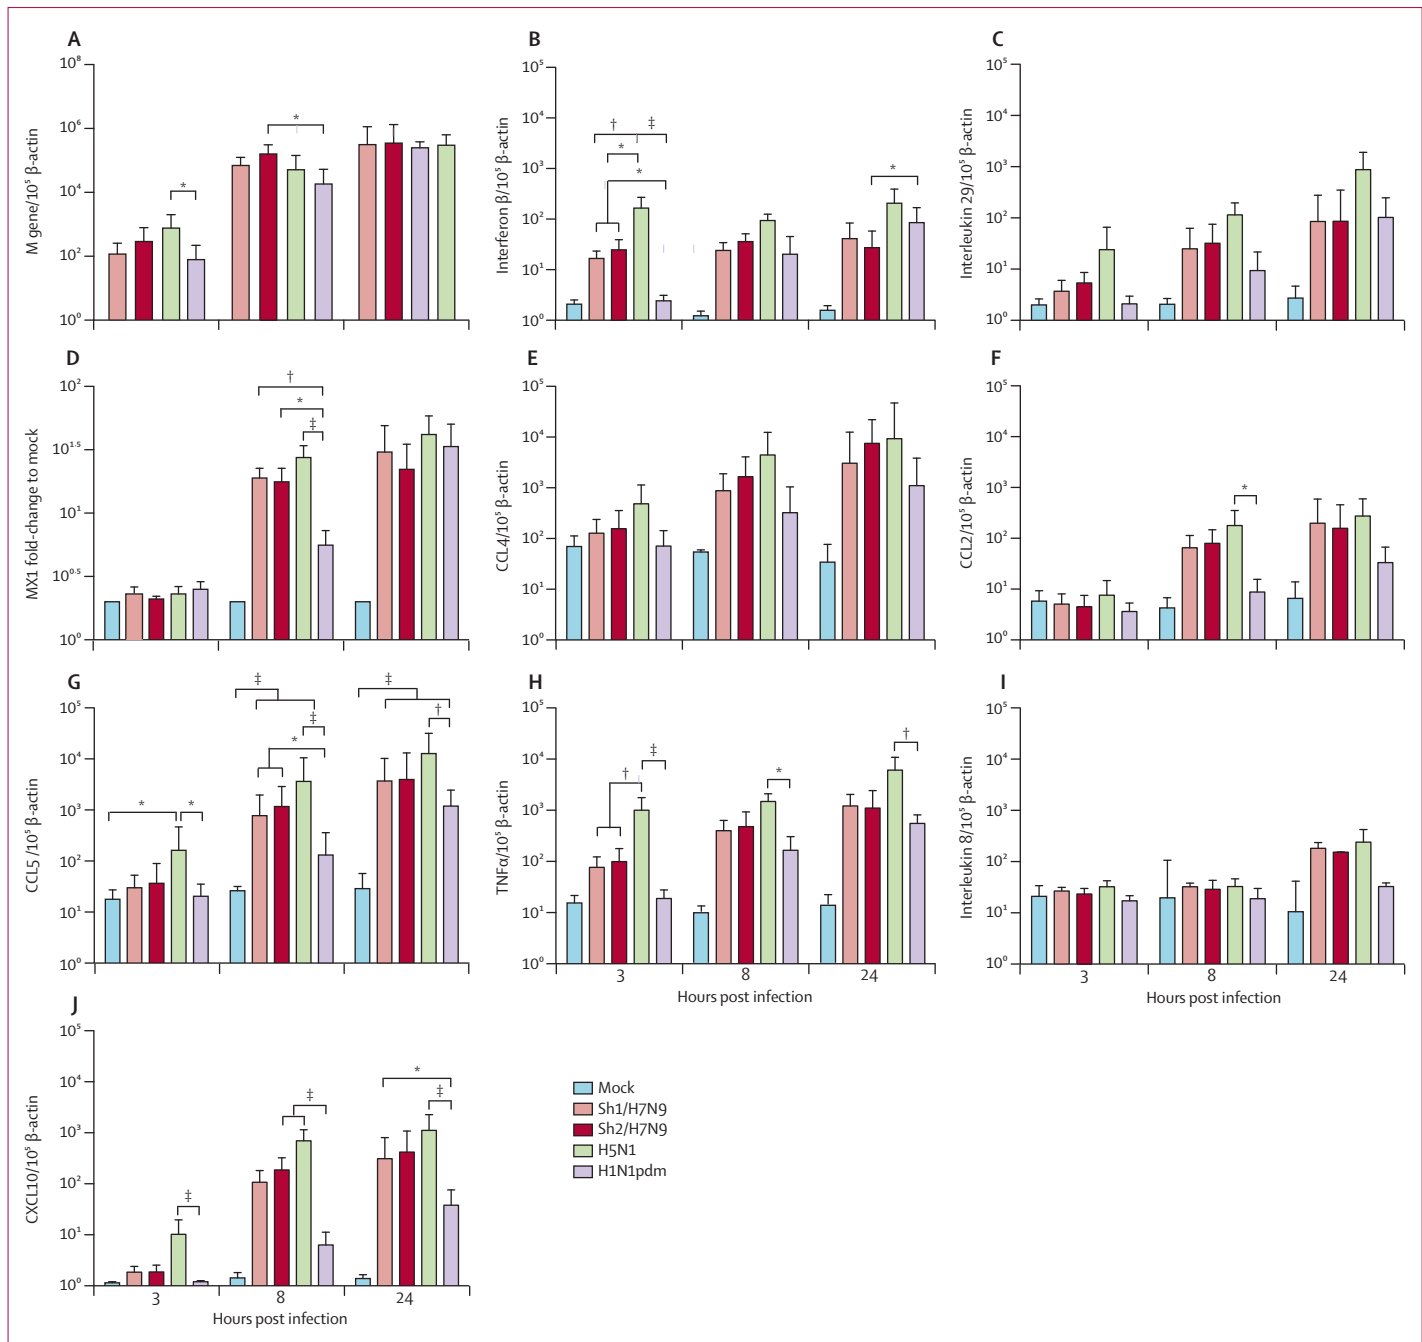 A
M gene/10⁵ β-actin
10⁸
10⁶
10⁴
10²
10⁰
*
*
B
Interferon β/10⁵ β-actin
10⁵
10⁴
10³
10²
10¹
10⁰
† ‡
*
*
*
C
Interleukin 29/10⁵ β-actin
10⁵
10⁴
10³
10²
10¹
10⁰
D
MX1 fold-change to mock
10²
10¹·⁵
10¹
10⁰·⁵
10⁰
†
*
‡
E
CCL4/10⁵ β-actin
10⁵
10⁴
10³
10²
10¹
10⁰
F
CCL2/10⁵ β-actin
10⁵
10⁴
10³
10²
10¹
10⁰
*
G
CCL5 /10⁵ β-actin
10⁵
10⁴
10³
10²
10¹
10⁰
‡ ‡
‡ †
*
* *
H
TNFα/10⁵ β-actin
10⁵
10⁴
10³
10²
10¹
10⁰
† ‡ * †
3 8 24
Hours post infection
I
Interleukin 8/10⁵ β-actin
10⁵
10⁴
10³
10²
10¹
10⁰
3 8 24
Hours post infection
J
CXCL10/10⁵ β-actin
10⁵
10⁴
10³
10²
10¹
10⁰
*
‡ ‡
‡
3 8 24
Hours post infection
Mock
Sh1/H7N9
Sh2/H7N9
H5N1
H1N1pdm